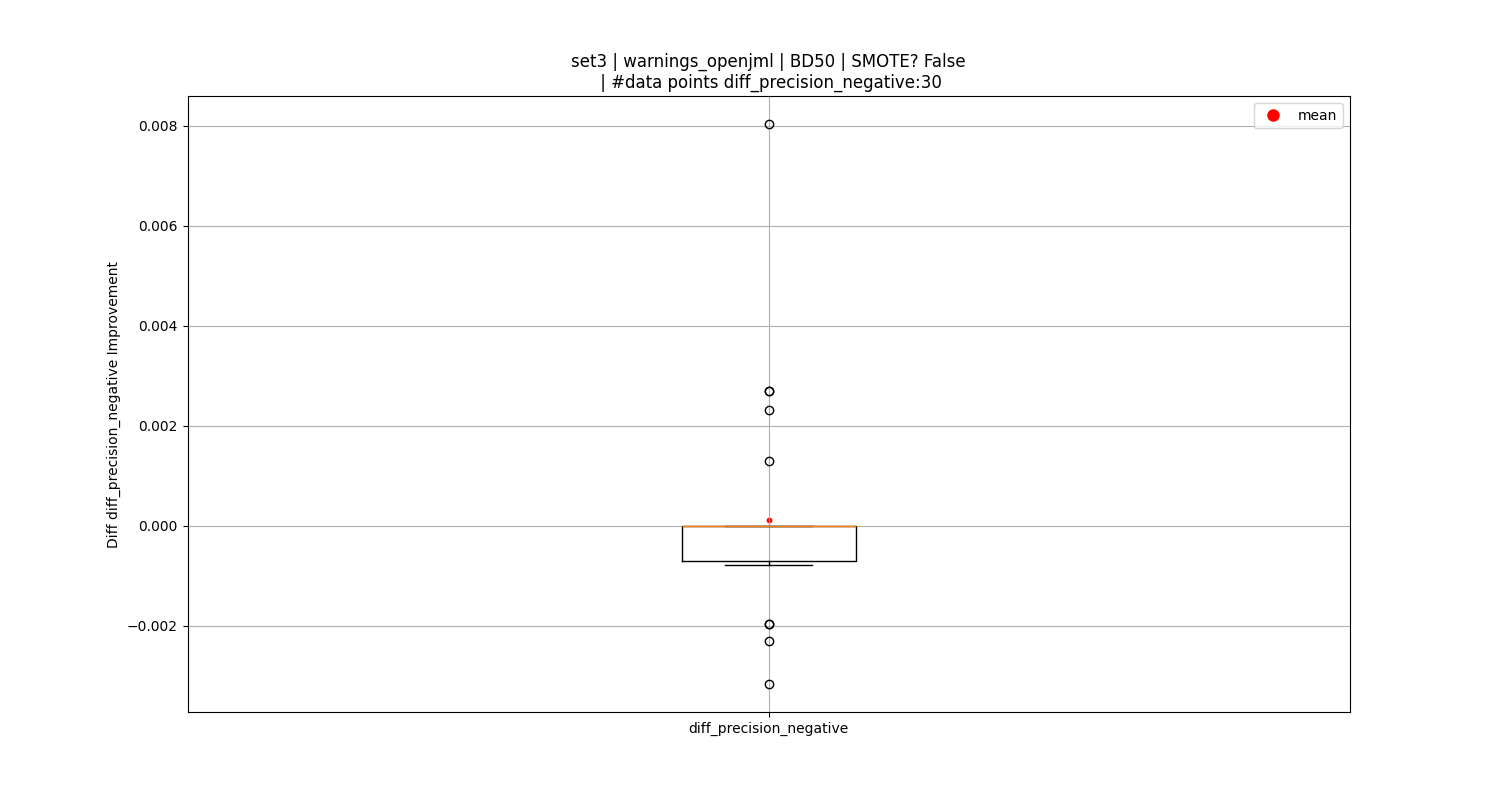 set3 | warnings_openjml | BD50 | SMOTE? False
| #data points diff_precision_negative:30
mean
0.008
0.006
0.004
0.002
0.000
−0.002
Diff diff_precision_negative Improvement
diff_precision_negative